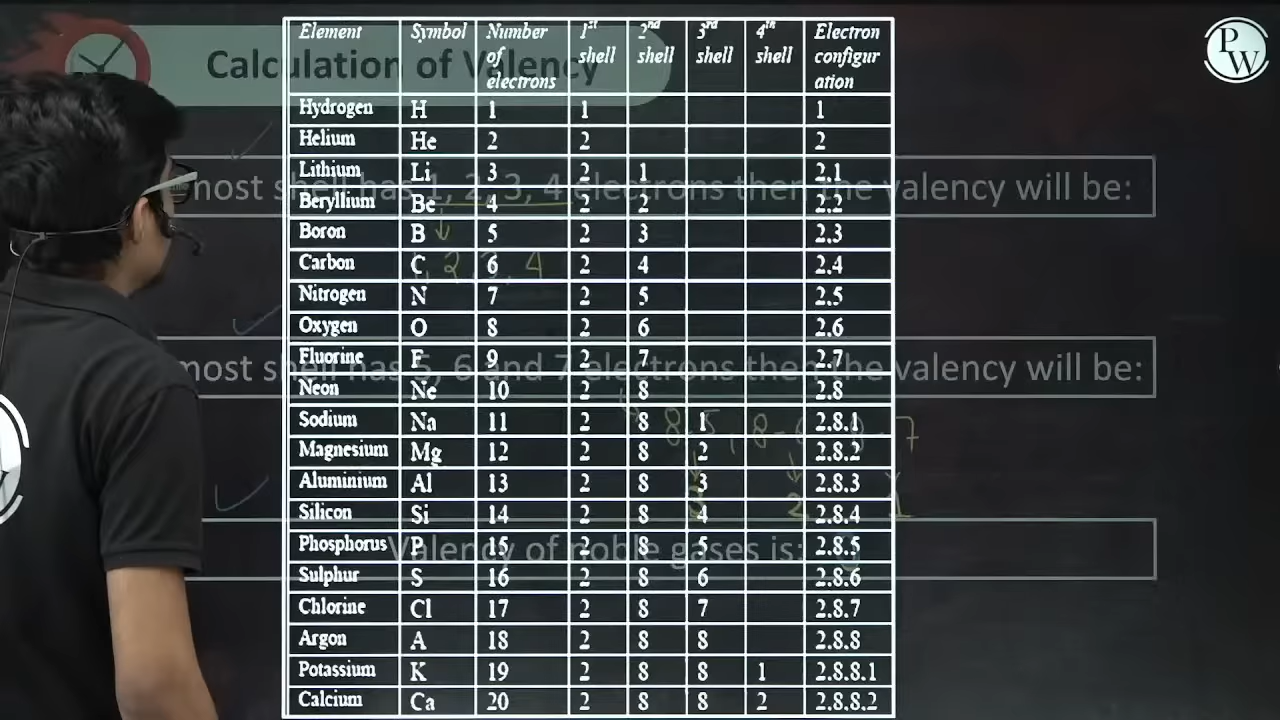 Calculation of Valency
PW
Element Symbol Number of electrons 1st shell 2nd shell 3rd shell 4th shell Electron configur ation
Hydrogen H 1 1 1
Helium He 2 2 2
Lithium Li 3 2 1 2.1
Beryllium Be 4 2 2 2.2
Boron B 5 2 3 2.3
Carbon C 6 2 4 2.4
Nitrogen N 7 2 5 2.5
Oxygen O 8 2 6 2.6
Fluorine F 9 2 7 2.7
Neon Ne 10 2 8 2.8
Sodium Na 11 2 8 1 2.8.1
Magnesium Mg 12 2 8 2 2.8.2
Aluminium Al 13 2 8 3 2.8.3
Silicon Si 14 2 8 4 2.8.4
Phosphorus P 15 2 8 5 2.8.5
Sulphur S 16 2 8 6 2.8.6
Chlorine Cl 17 2 8 7 2.8.7
Argon A 18 2 8 8 2.8.8
Potassium K 19 2 8 8 1 2.8.8.1
Calcium Ca 20 2 8 8 2 2.8.8.2
most shell has 1, 2, 3, 4 electrons then the valency will be:
most shell has 5, 6 and 7 electrons then the valency will be:
Valency of noble gases is: